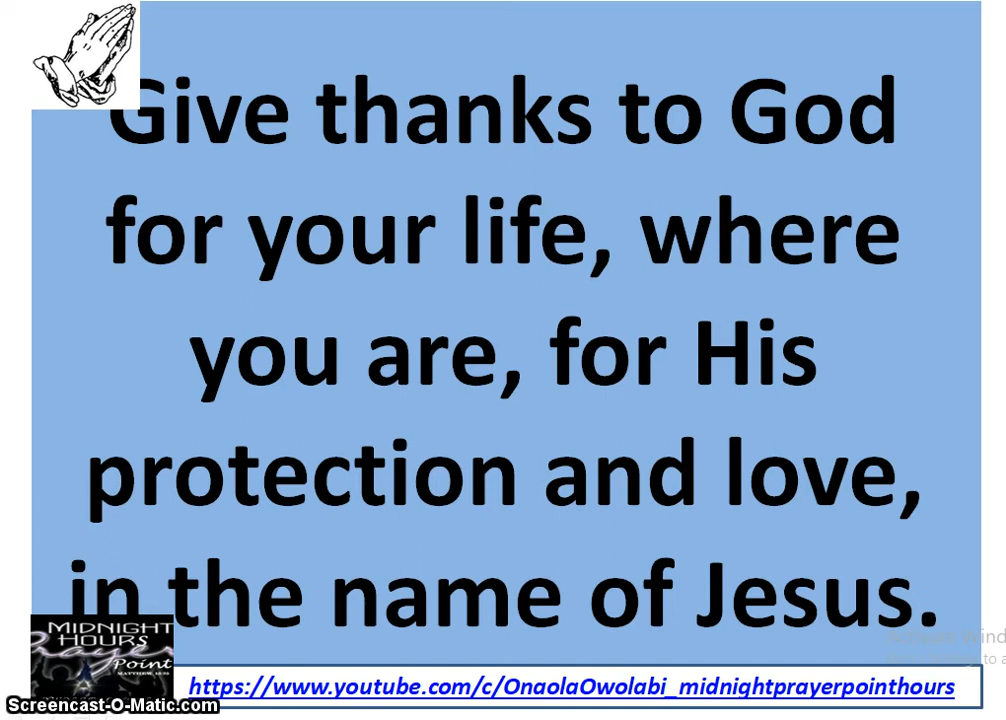 Give thanks to God
for your life, where
you are, for His
protection and love,
in the name of Jesus.
MIDNIGHT
HOURS
Prayer
Point
https://www.youtube.com/c/OnaolaOwolabi_midnightprayerpointhours
Screencast-O-Matic.com